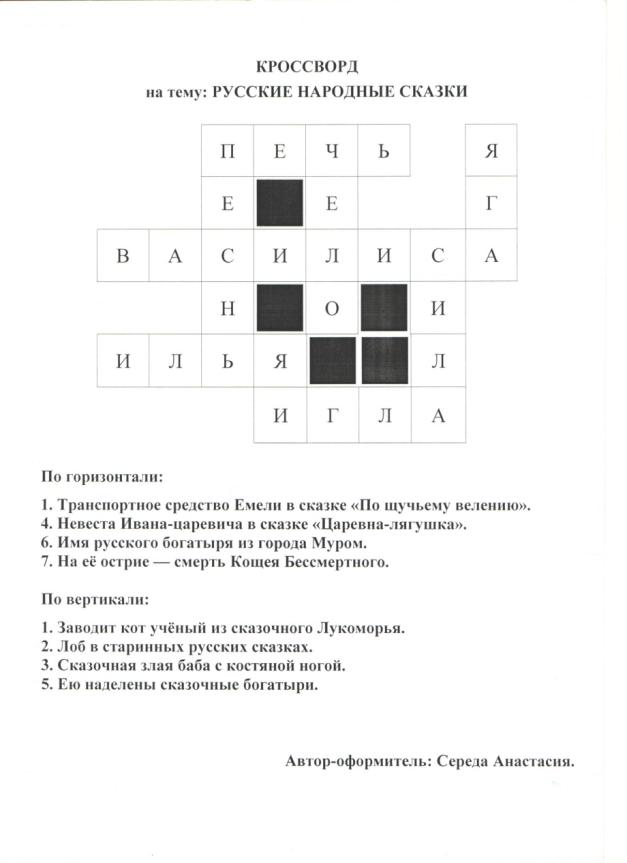 КРОССВОРД
на тему: РУССКИЕ НАРОДНЫЕ СКАЗКИ
П Е Ч Ь Я
Е Е Г
В А С И Л И С А
Н О И
И Л Ь Я Л
И Г Л А
По горизонтали:
1. Транспортное средство Емели в сказке «По щучьему велению».
4. Невеста Ивана-царевича в сказке «Царевна-лягушка».
6. Имя русского богатыря из города Муром.
7. На её острие — смерть Кощея Бессмертного.
По вертикали:
1. Заводит кот учёный из сказочного Лукоморья.
2. Лоб в старинных русских сказках.
3. Сказочная злая баба с костяной ногой.
5. Ею наделены сказочные богатыри.
Автор-оформитель: Середа Анастасия.